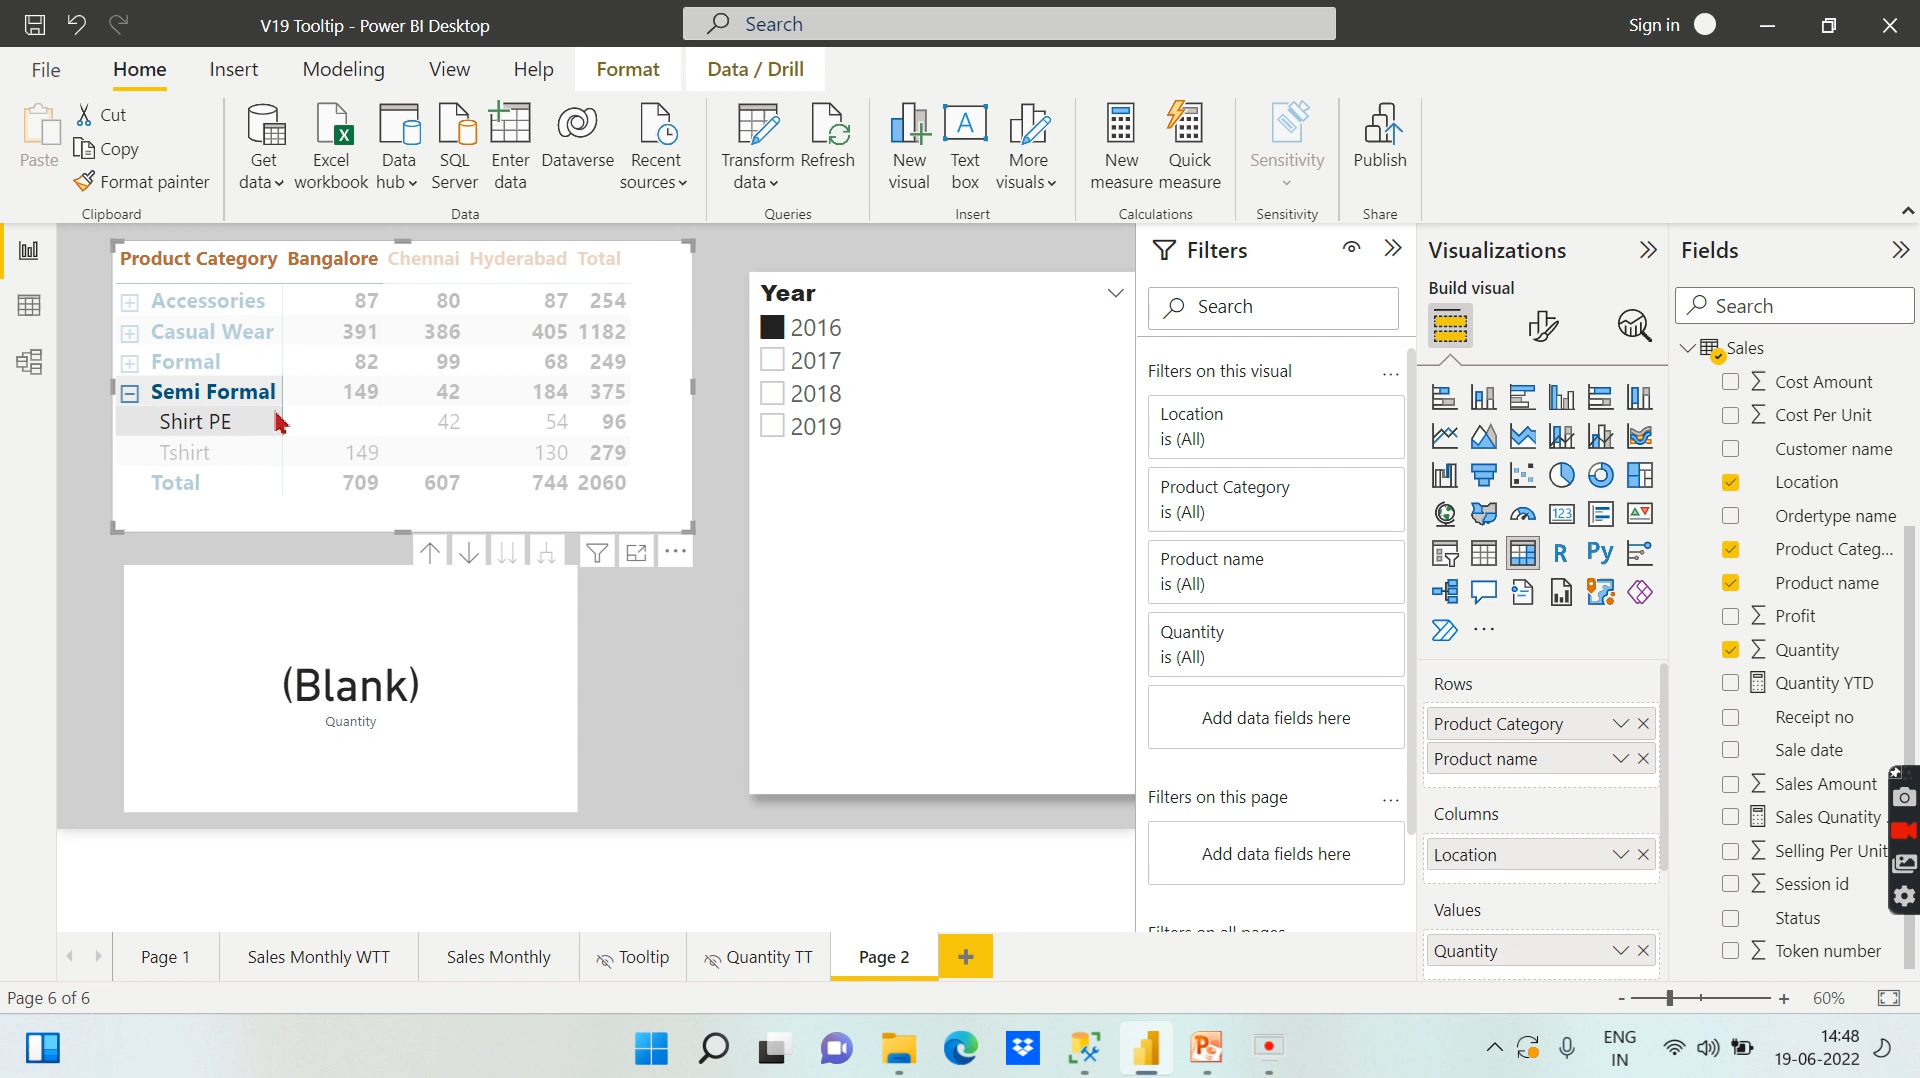 V19 Tooltip - Power BI Desktop
Search
Sign in
File Home Insert Modeling View Help Format Data / Drill
Paste
Cut
Copy
Format painter
Clipboard
Get data
Excel workbook
Data hub
SQL Server
Enter data
Dataverse
Recent sources
Data
Transform data
Refresh
Queries
New visual
Text box
More visuals
Insert
New measure
Quick measure
Calculations
Sensitivity
Sensitivity
Publish
Share
Product Category Bangalore Chennai Hyderabad Total
Accessories 87 80 87 254
Casual Wear 391 386 405 1182
Formal 82 99 68 249
Semi Formal 149 42 184 375
Shirt PE 42 54 96
Tshirt 149 130 279
Total 709 607 744 2060
(Blank)
Quantity
Year
2016
2017
2018
2019
Filters
Search
Filters on this visual
Location
is (All)
Product Category
is (All)
Product name
is (All)
Quantity
is (All)
Add data fields here
Filters on this page
Add data fields here
Filters on all pages
Visualizations
Build visual
123
R
Py
Rows
Product Category
Product name
Columns
Location
Values
Quantity
Fields
Search
Sales
Cost Amount
Cost Per Unit
Customer name
Location
Ordertype name
Product Categ...
Product name
Profit
Quantity
Quantity YTD
Receipt no
Sale date
Sales Amount
Sales Qunatity
Selling Per Unit
Session id
Status
Token number
Page 1 Sales Monthly WTT Sales Monthly Tooltip Quantity TT Page 2 +
Page 6 of 6
- + 60%
ENG
IN
14:48
19-06-2022